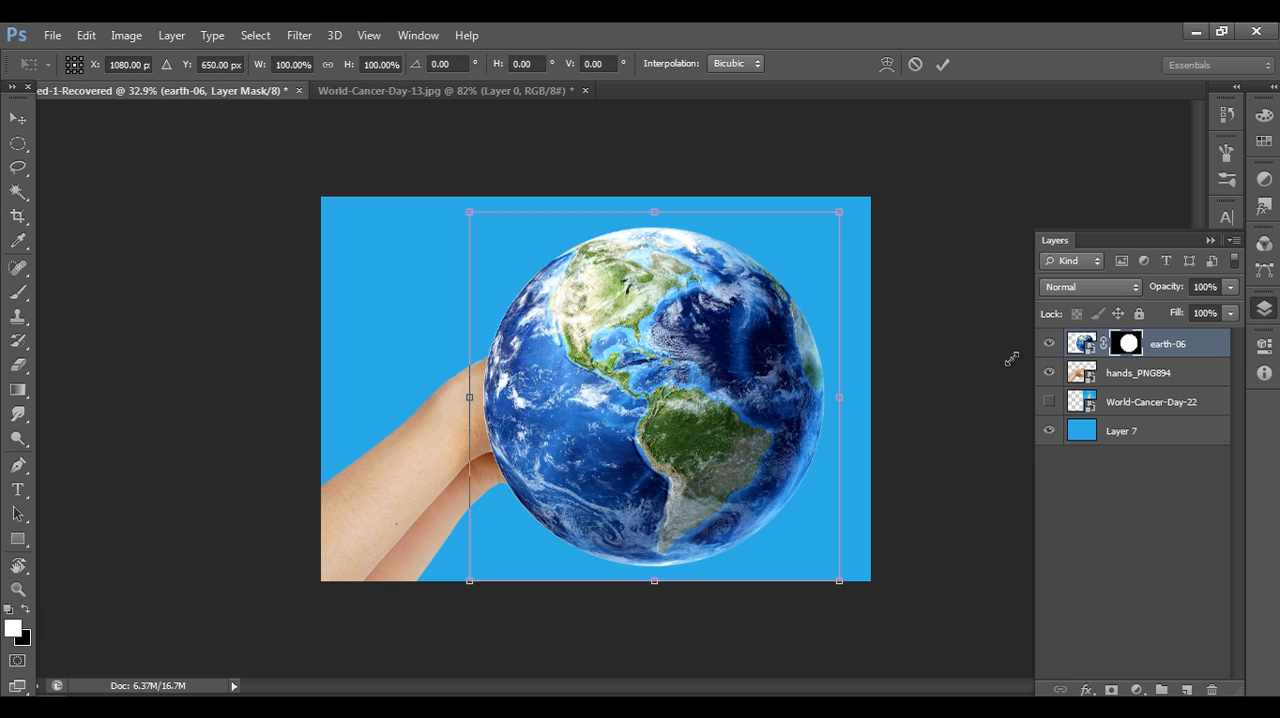 Ps File Edit Image Layer Type Select Filter 3D View Window Help
X: 1080.00 p Y: 650.00 px W: 100.00% H: 100.00% 0.00 ° H: 0.00 ° V: 0.00 ° Interpolation: Bicubic Essentials
ed-1-Recovered @ 32.9% (earth-06, Layer Mask/8) * × World-Cancer-Day-13.jpg @ 82% (Layer 0, RGB/8#) * ×
Layers
Kind
Normal Opacity: 100%
Lock: Fill: 100%
earth-06
hands_PNG894
World-Cancer-Day-22
Layer 7
Doc: 6.37M/16.7M